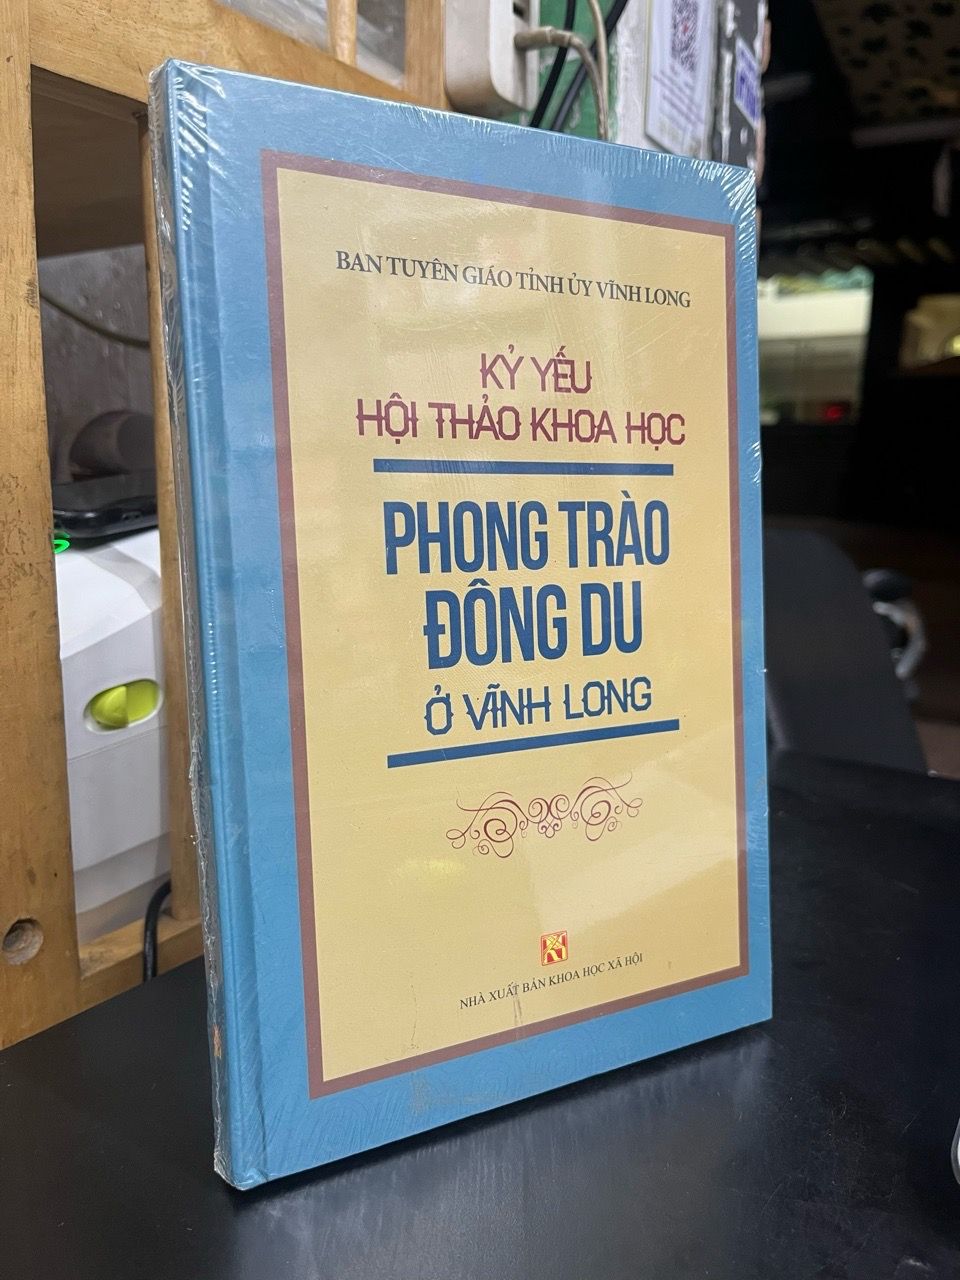 BAN TUYÊN GIÁO TỈNH ỦY VĨNH LONG
KỶ YẾU
HỘI THẢO KHOA HỌC
PHONG TRÀO
ĐÔNG DU
Ở VĨNH LONG
NHÀ XUẤT BẢN KHOA HỌC XÃ HỘI